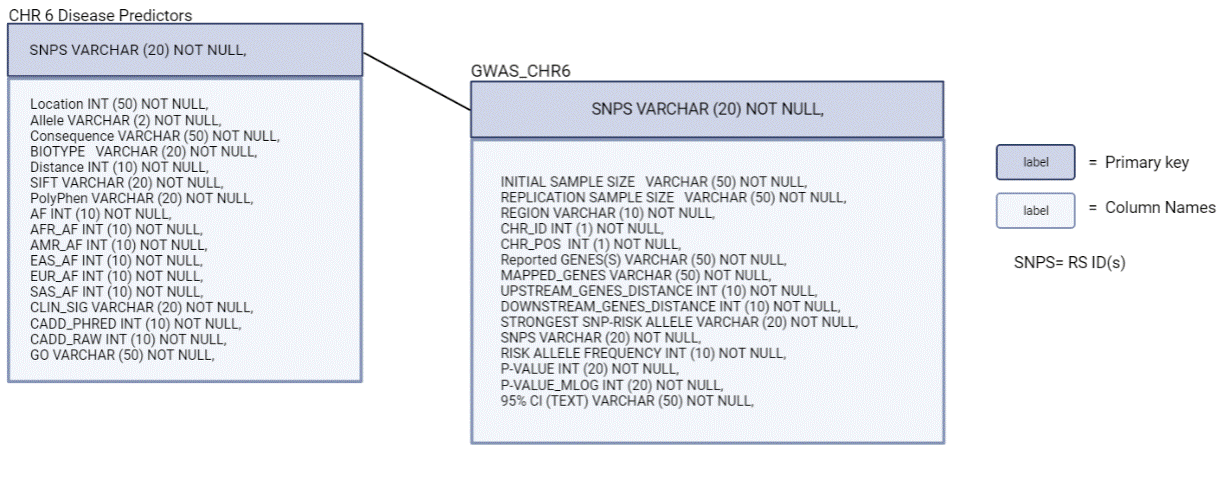 CHR 6 Disease Predictors
SNPS VARCHAR (20) NOT NULL,
Location INT (50) NOT NULL,
Allele VARCHAR (2) NOT NULL,
Consequence VARCHAR (50) NOT NULL,
BIOTYPE VARCHAR (20) NOT NULL,
Distance INT (10) NOT NULL,
SIFT VARCHAR (20) NOT NULL,
PolyPhen VARCHAR (20) NOT NULL,
AF INT (10) NOT NULL,
AFR_AF INT (10) NOT NULL,
AMR_AF INT (10) NOT NULL,
EAS_AF INT (10) NOT NULL,
EUR_AF INT (10) NOT NULL,
SAS_AF INT (10) NOT NULL,
CLIN_SIG VARCHAR (20) NOT NULL,
CADD_PHRED INT (10) NOT NULL,
CADD_RAW INT (10) NOT NULL,
GO VARCHAR (50) NOT NULL,
GWAS_CHR6
SNPS VARCHAR (20) NOT NULL,
INITIAL SAMPLE SIZE VARCHAR (50) NOT NULL,
REPLICATION SAMPLE SIZE VARCHAR (50) NOT NULL,
REGION VARCHAR (10) NOT NULL,
CHR_ID INT (1) NOT NULL,
CHR_POS INT (1) NOT NULL,
Reported GENES(S) VARCHAR (50) NOT NULL,
MAPPED_GENES VARCHAR (50) NOT NULL,
UPSTREAM_GENES_DISTANCE INT (10) NOT NULL,
DOWNSTREAM_GENES_DISTANCE INT (10) NOT NULL,
STRONGEST SNP-RISK ALLELE VARCHAR (20) NOT NULL,
SNPS VARCHAR (20) NOT NULL,
RISK ALLELE FREQUENCY INT (10) NOT NULL,
P-VALUE INT (20) NOT NULL,
P-VALUE_MLOG INT (20) NOT NULL,
95% CI (TEXT) VARCHAR (50) NOT NULL,
label = Primary key
label = Column Names
SNPS= RS ID(s)